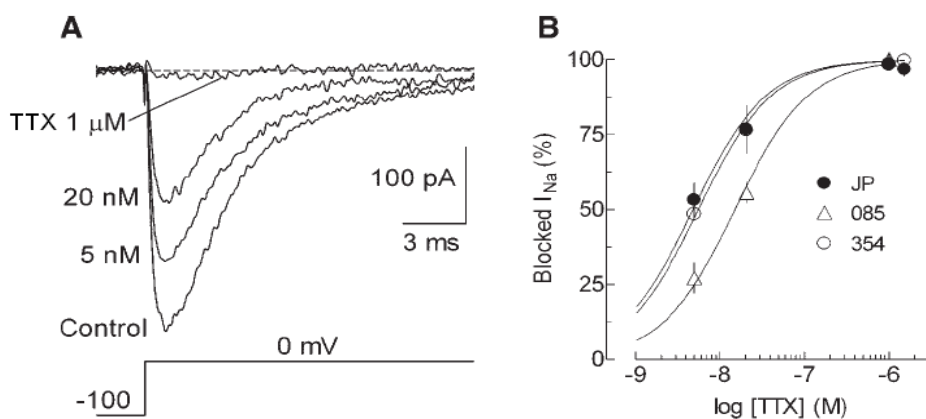 A
TTX 1 μM
20 nM
5 nM
Control
100 pA
3 ms
0 mV
-100
B
Blocked I_Na (%)
100
75
50
25
0
JP
085
354
-9
-8
-7
-6
log [TTX] (M)